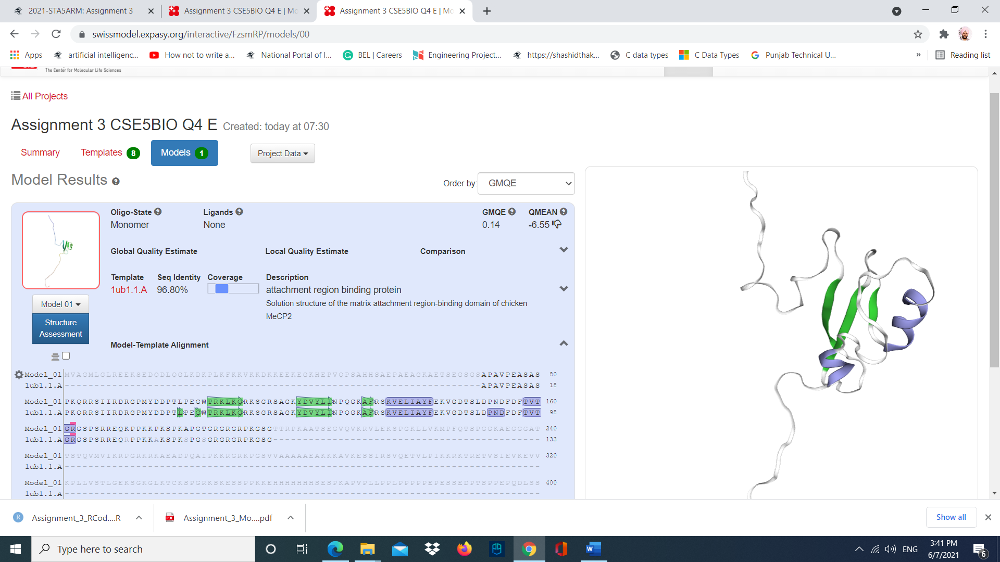 2021-STA5ARM: Assignment 3
Assignment 3 CSE5BIO Q4 E | Mo
Assignment 3 CSE5BIO Q4 E | Mo
swissmodel.expasy.org/interactive/FzsmRP/models/00
Apps
artificial intelligenc...
How not to write a...
National Portal of I...
BEL | Careers
Engineering Project...
https://shashidthak...
C data types
C Data Types
Punjab Technical U...
»
Reading list
The Center for Molecular Life Sciences
All Projects
Assignment 3 CSE5BIO Q4 E Created: today at 07:30
Summary
Templates 8
Models 1
Project Data
Model Results
Order by: GMQE
Oligo-State
Ligands
GMQE
QMEAN
Monomer
None
0.14
-6.55
Global Quality Estimate
Local Quality Estimate
Comparison
Template
Seq Identity
Coverage
Description
1ub1.1.A
96.80%
attachment region binding protein
Solution structure of the matrix attachment region-binding domain of chicken
MeCP2
Model 01
Structure
Assessment
Model-Template Alignment
Model_01 MVAGMLGLREEKSEDQDLQGLKDKPLKFKKVKKDKKEEKEGKHEPVQPSAHHSAEPAEAGKAETSEGSGSAPAVPEASAS 80
1ub1.1.A ----------------------------------------------------------------------APAVPEASAS 18
Model_01 PKQRRSIIRDRGPMYDDPTLPEGWTRKLKQRKSGRSAGKYDVYLINPQGKAFRSKVELIAYFEKVGDTSLDPNDFDFTVT 160
1ub1.1.A PKQRRSIIRDRGPMYDDPTLPEGWTRKLKQRKSGRSAGKYDVYLINPQGKAFRSKVELIAYFEKVGDTSLDPNDFDFTVT 98
Model_01 GRGSPSRREQKPPKKPKSPKAPGTGRGRGRPKGSGTTRPKAATSEGVQVKRVLEKSPGKLLVKMPFQTSPGGKAEGGGAT 240
1ub1.1.A GRGSPSRREQRPPKKAKSPKSPGSGRGRGRPKGSG--------------------------------------------- 133
Model_01 TSTQVMVIKRPGRKRKAEADPQAIPKKRGRKPGSVVAAAAAEAKKKAVKESSIRSVQETVLPIKKRKTRETVSIEVKEVV 320
1ub1.1.A --------------------------------------------------------------------------------
Model_01 KPLLVSTLGEKSGKGLKTCKSPGRKSKESSPPKKEHHHHHHHSESPKAPVPLLPPLPPPPPEPESSEDPTSPPEPQDLSS 400
1ub1.1.A --------------------------------------------------------------------------------
Assignment_3_RCod....R
Assignment_3_Mo....pdf
Show all
Type here to search
ENG
3:41 PM
6/7/2021
6